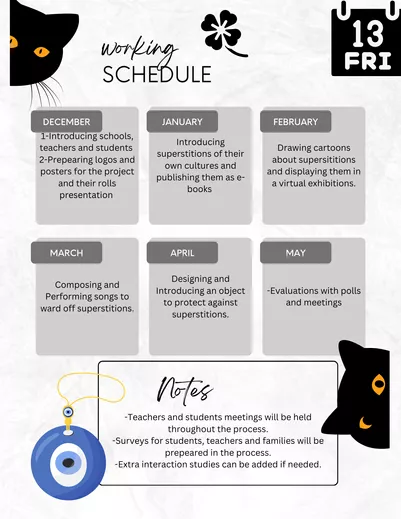 working
SCHEDULE
13
FRI
DECEMBER
1-Introducing schools,
teachers and students
2-Prepearing logos and
posters for the project
and their rolls
presentation
JANUARY
Introducing
superstitions of their
own cultures and
publishing them as e-
books
FEBRUARY
Drawing cartoons
about supersititions
and displaying them in
a virtual exhibitions.
MARCH
Composing and
Performing songs to
ward off superstitions.
APRIL
Designing and
Introducing an object
to protect against
superstitions.
MAY
-Evaluations with polls
and meetings
Notes
-Teachers and students meetings will be held
throughout the process.
-Surveys for students, teachers and families will be
prepeared in the process.
-Extra interaction studies can be added if needed.